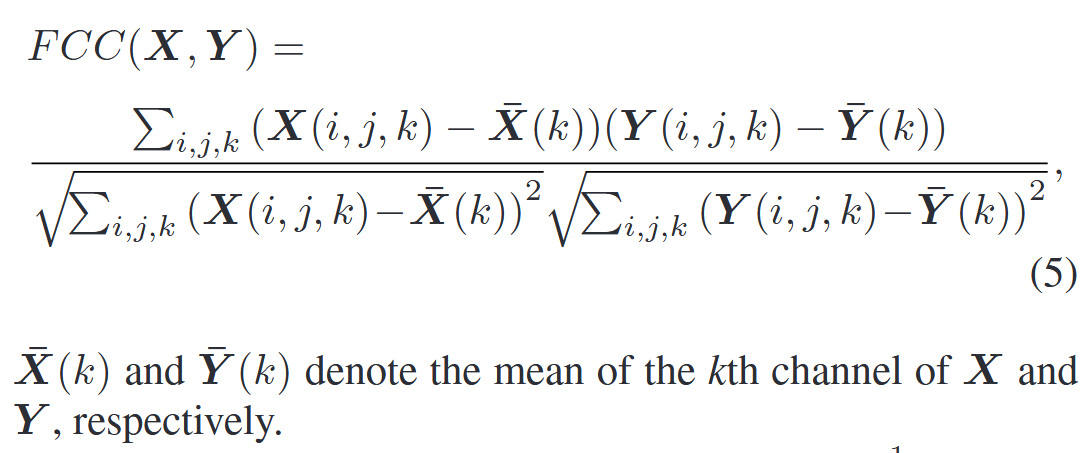 FCC(X, Y) =
∑i,j,k (X(i, j, k) − X̄(k))(Y(i, j, k) − Ȳ(k))
√∑i,j,k (X(i, j, k)−X̄(k))² √∑i,j,k (Y(i, j, k)−Ȳ(k))² ,
(5)
X̄(k) and Ȳ(k) denote the mean of the kth channel of X and
Y, respectively.